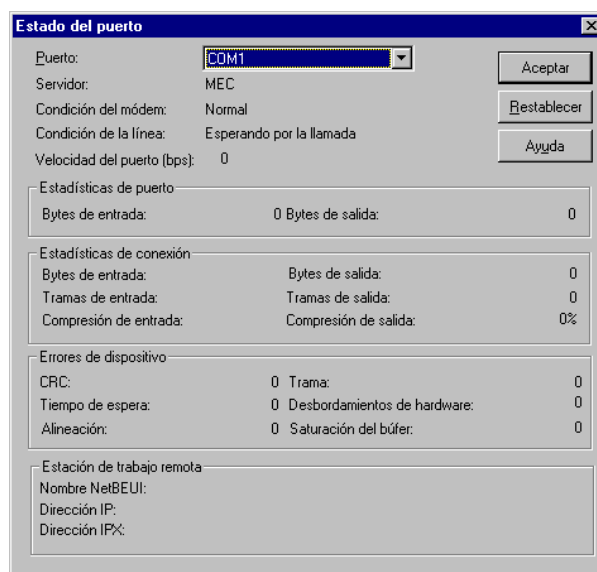 Estado del puerto
Puerto: COM1
Aceptar
Servidor: MEC
Condición del módem: Normal
Restablecer
Condición de la línea: Esperando por la llamada
Ayuda
Velocidad del puerto (bps): 0
Estadísticas de puerto
Bytes de entrada: 0 Bytes de salida: 0
Estadísticas de conexión
Bytes de entrada: Bytes de salida: 0
Tramas de entrada: Tramas de salida: 0
Compresión de entrada: Compresión de salida: 0%
Errores de dispositivo
CRC: 0 Trama: 0
Tiempo de espera: 0 Desbordamientos de hardware: 0
Alineación: 0 Saturación del búfer: 0
Estación de trabajo remota
Nombre NetBEUI:
Dirección IP:
Dirección IPX: